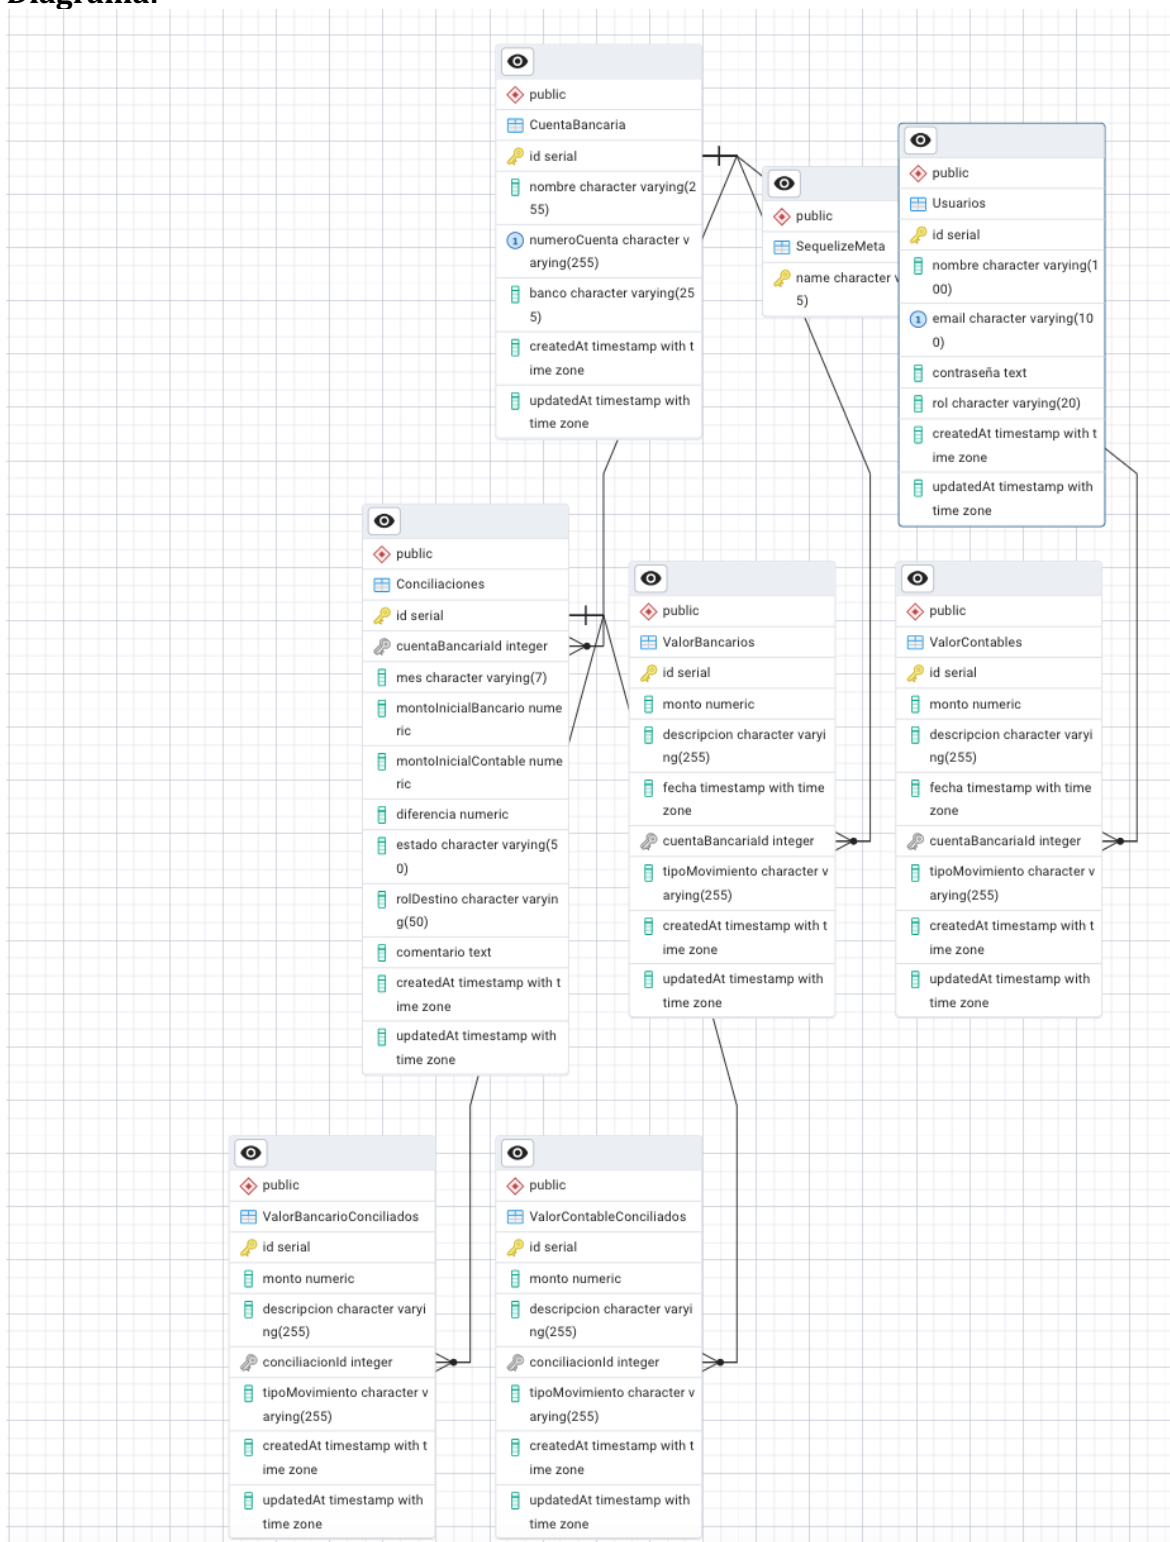 Diagrama:
public
CuentaBancaria
id serial
nombre character varying(2
55)
numeroCuenta character v
arying(255)
banco character varying(25
5)
createdAt timestamp with t
ime zone
updatedAt timestamp with
time zone
public
SequelizeMeta
name character v
5)
public
Usuarios
id serial
nombre character varying(1
00)
email character varying(10
0)
contraseña text
rol character varying(20)
createdAt timestamp with t
ime zone
updatedAt timestamp with
time zone
public
Conciliaciones
id serial
cuentaBancariaId integer
mes character varying(7)
montoInicialBancario nume
ric
montoInicialContable nume
ric
diferencia numeric
estado character varying(5
0)
rolDestino character varyin
g(50)
comentario text
createdAt timestamp with t
ime zone
updatedAt timestamp with
time zone
public
ValorBancarios
id serial
monto numeric
descripcion character varyi
ng(255)
fecha timestamp with time
zone
cuentaBancariaId integer
tipoMovimiento character v
arying(255)
createdAt timestamp with t
ime zone
updatedAt timestamp with
time zone
public
ValorContables
id serial
monto numeric
descripcion character varyi
ng(255)
fecha timestamp with time
zone
cuentaBancariaId integer
tipoMovimiento character v
arying(255)
createdAt timestamp with t
ime zone
updatedAt timestamp with
time zone
public
ValorBancarioConciliados
id serial
monto numeric
descripcion character varyi
ng(255)
conciliacionId integer
tipoMovimiento character v
arying(255)
createdAt timestamp with t
ime zone
updatedAt timestamp with
time zone
public
ValorContableConciliados
id serial
monto numeric
descripcion character varyi
ng(255)
conciliacionId integer
tipoMovimiento character v
arying(255)
createdAt timestamp with t
ime zone
updatedAt timestamp with
time zone